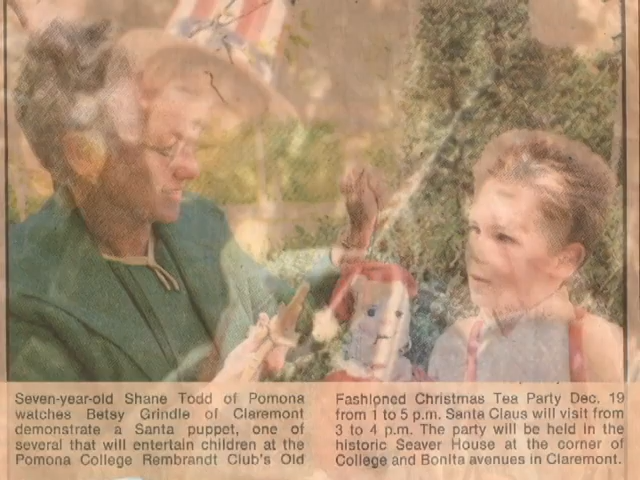 Seven-year-old Shane Todd of Pomona
watches Betsy Grindle of Claremont
demonstrate a Santa puppet, one of
several that will entertain children at the
Pomona College Rembrandt Club's Old
Fashioned Christmas Tea Party Dec. 19
from 1 to 5 p.m. Santa Claus will visit from
3 to 4 p.m. The party will be held in the
historic Seaver House at the corner of
College and Bonita avenues in Claremont.